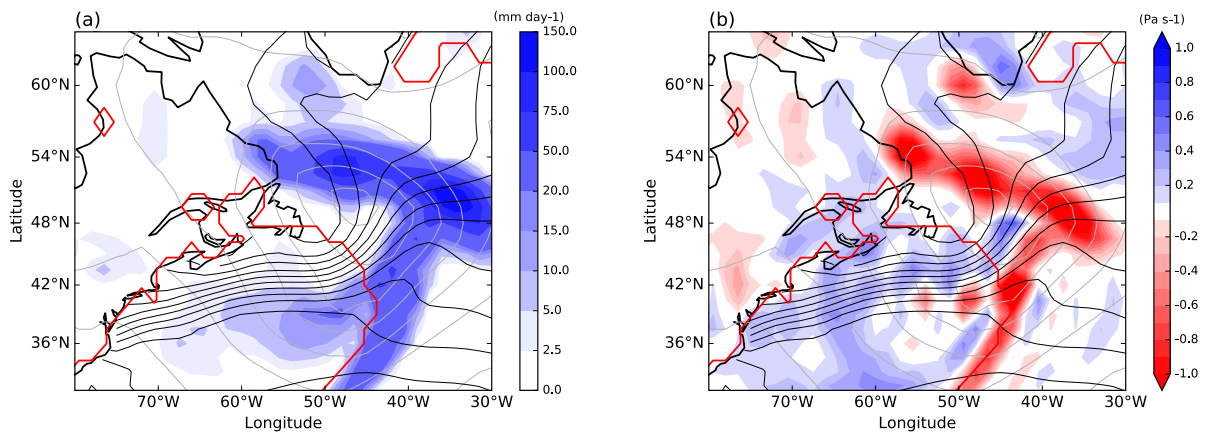 (a)
(mm day-1)
150.0
100.0
75.0
50.0
20.0
15.0
10.0
5.0
2.5
0.0
60°N
54°N
48°N
42°N
36°N
Latitude
70°W
60°W
50°W
40°W
30°W
Longitude
(b)
(Pa s-1)
1.0
0.8
0.6
0.4
0.2
-0.2
-0.4
-0.6
-0.8
-1.0
60°N
54°N
48°N
42°N
36°N
Latitude
70°W
60°W
50°W
40°W
30°W
Longitude